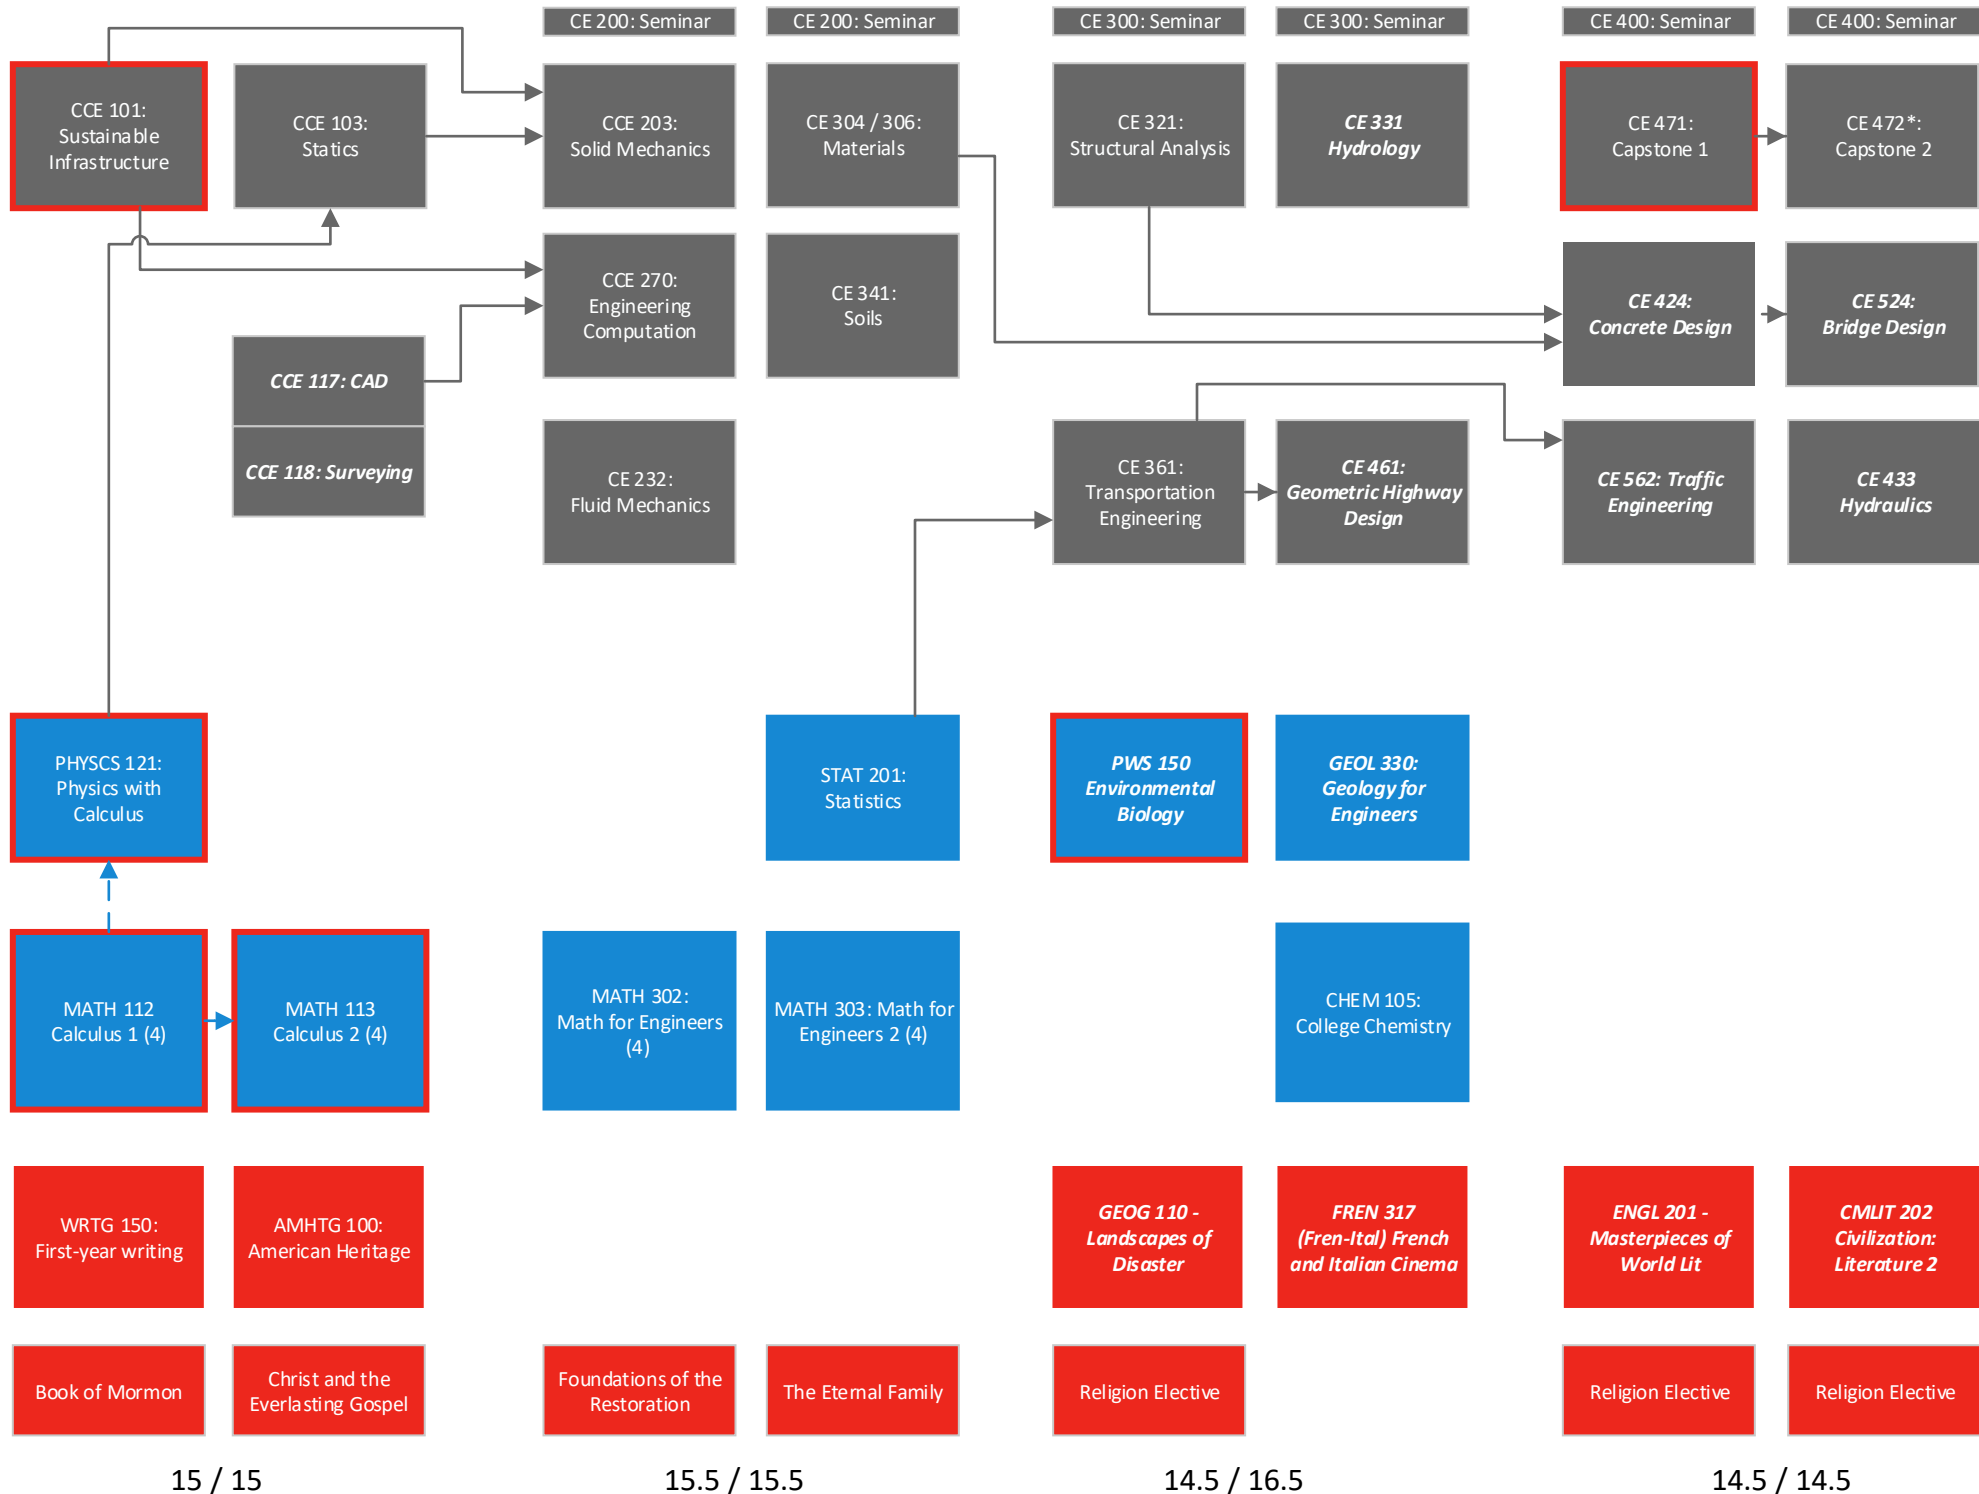 CE 200: Seminar
CE 200: Seminar
CE 300: Seminar
CE 300: Seminar
CE 400: Seminar
CE 400: Seminar
CCE 101:
Sustainable
Infrastructure
CCE 103:
Statics
CCE 203:
Solid Mechanics
CE 304 / 306:
Materials
CE 321:
Structural Analysis
CE 331
Hydrology
CE 471:
Capstone 1
CE 472*:
Capstone 2
CCE 270:
Engineering
Computation
CE 341:
Soils
CE 424:
Concrete Design
CE 524:
Bridge Design
CCE 117: CAD
CCE 118: Surveying
CE 232:
Fluid Mechanics
CE 361:
Transportation
Engineering
CE 461:
Geometric Highway
Design
CE 562: Traffic
Engineering
CE 433
Hydraulics
PHYSCS 121:
Physics with
Calculus
STAT 201:
Statistics
PWS 150
Environmental
Biology
GEOL 330:
Geology for
Engineers
MATH 112
Calculus 1 (4)
MATH 113
Calculus 2 (4)
MATH 302:
Math for Engineers
(4)
MATH 303: Math for
Engineers 2 (4)
CHEM 105:
College Chemistry
WRTG 150:
First-year writing
AMHTG 100:
American Heritage
GEOG 110 -
Landscapes of
Disaster
FREN 317
(Fren-Ital) French
and Italian Cinema
ENGL 201 -
Masterpieces of
World Lit
CMLIT 202
Civilization:
Literature 2
Book of Mormon
Christ and the
Everlasting Gospel
Foundations of the
Restoration
The Eternal Family
Religion Elective
Religion Elective
Religion Elective
15 / 15
15.5 / 15.5
14.5 / 16.5
14.5 / 14.5